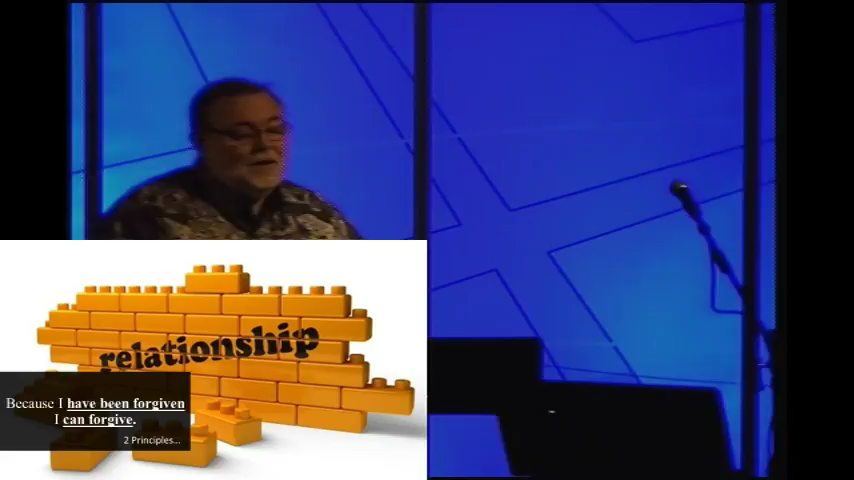 relationship
Because I have been forgiven
I can forgive.
2 Principles...